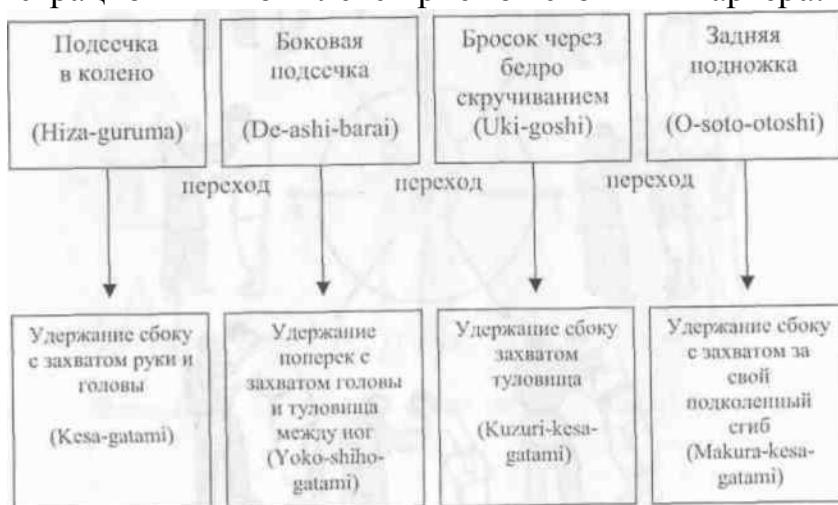 Подсечка
в колено
(Hiza-guruma)
Боковая
подсечка
(De-ashi-barai)
Бросок через
бедро
скручиванием
(Uki-goshi)
Задняя
подножка
(O-soto-otoshi)
переход
переход
переход
Удержание сбоку
с захватом руки и
головы
(Kesa-gatami)
Удержание
поперек с
захватом головы
и туловища
между ног
(Yoko-shiho-
gatami)
Удержание сбоку
захватом
туловища
(Kuzuri-kesa-
gatami)
Удержание сбоку
с захватом за
свой
подколенный
сгиб
(Makura-kesa-
gatami)